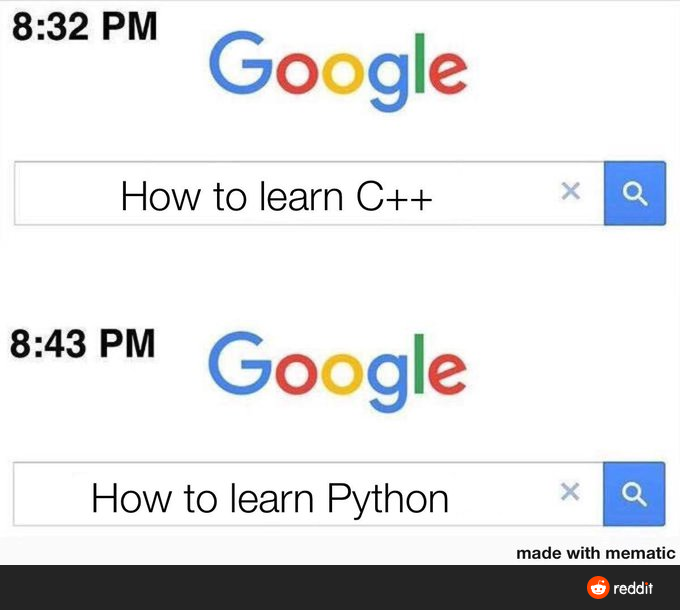 8:32 PM
Google
How to learn C++
8:43 PM
Google
How to learn Python
made with mematic
reddit